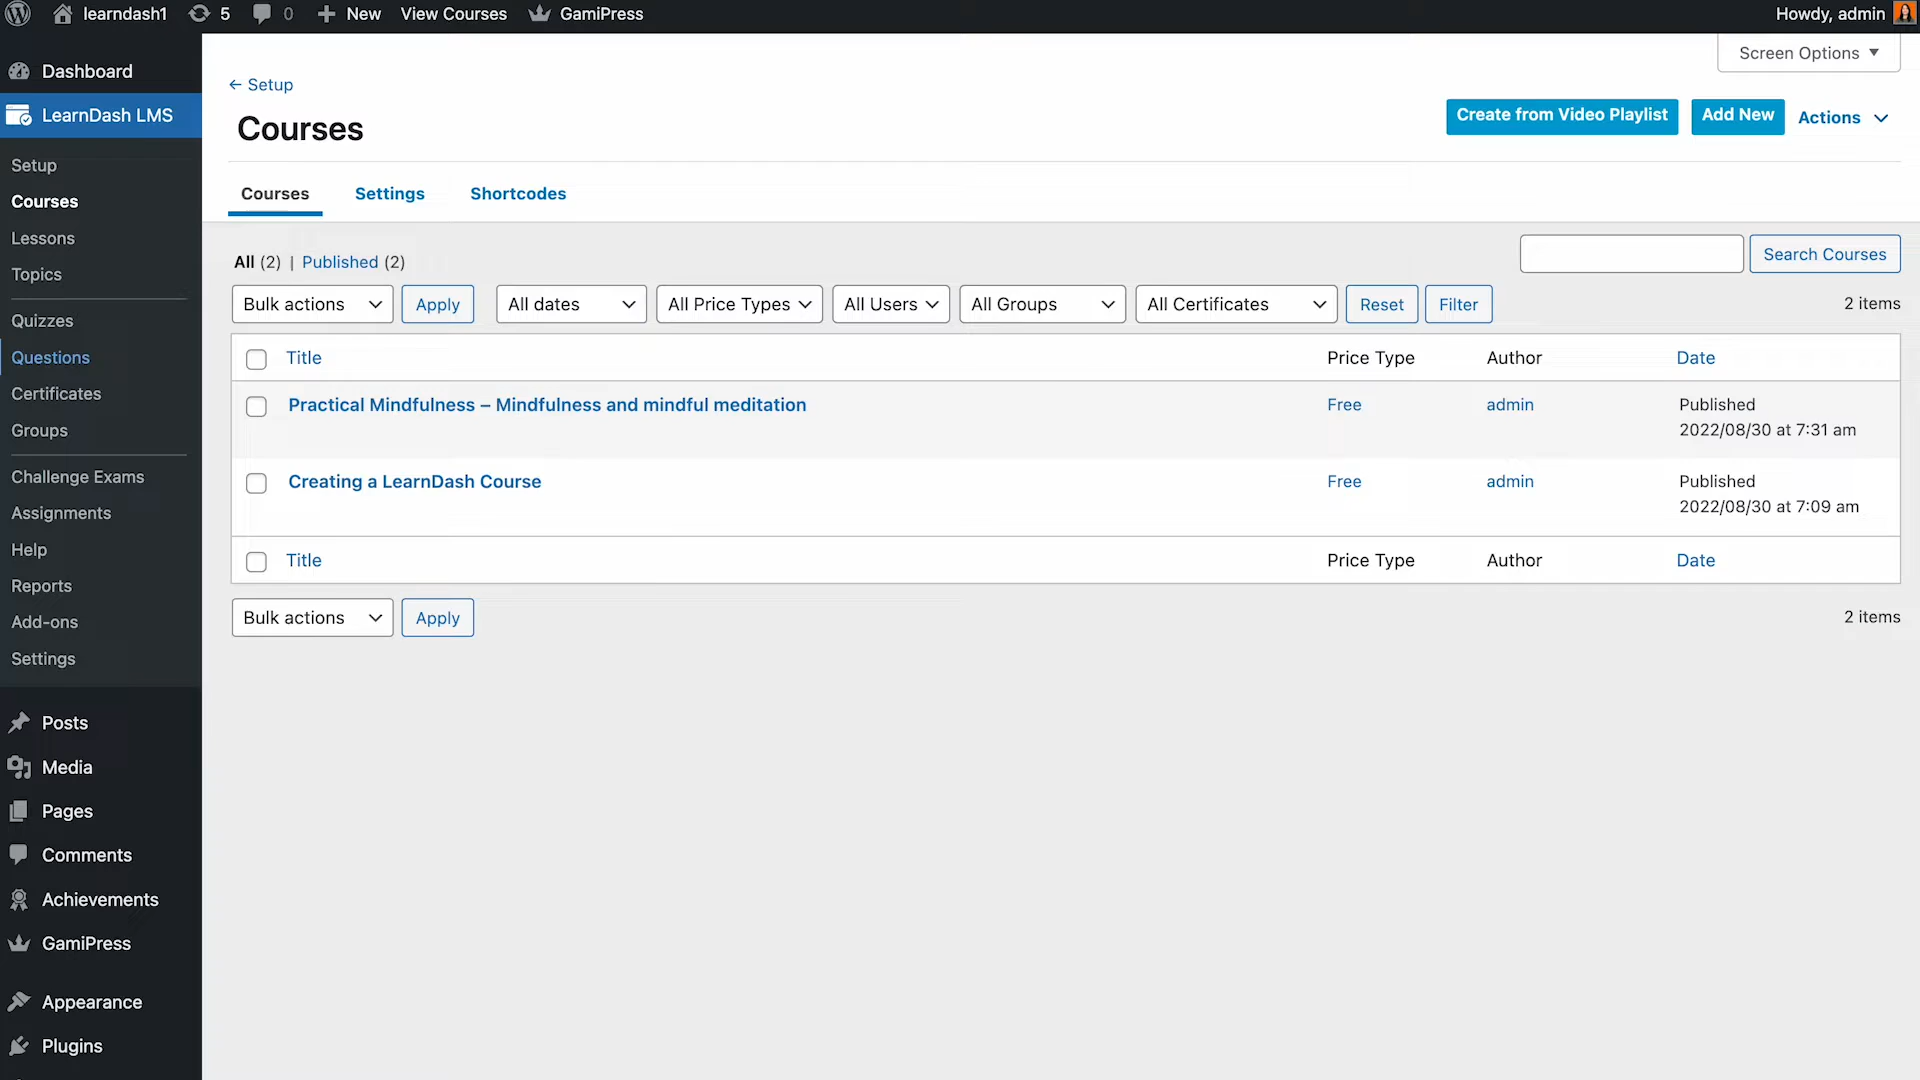 learndash1 5 0 New View Courses GamiPress Howdy, admin
Dashboard
LearnDash LMS
Setup
Courses
Lessons
Topics
Quizzes
Questions
Certificates
Groups
Challenge Exams
Assignments
Help
Reports
Add-ons
Settings
Posts
Media
Pages
Comments
Achievements
GamiPress
Appearance
Plugins
Screen Options ▼
← Setup
Courses
Create from Video Playlist Add New Actions
Courses Settings Shortcodes
All (2) | Published (2)
Search Courses
Bulk actions Apply All dates All Price Types All Users All Groups All Certificates Reset Filter 2 items
Title Price Type Author Date
Practical Mindfulness – Mindfulness and mindful meditation Free admin Published
2022/08/30 at 7:31 am
Creating a LearnDash Course Free admin Published
2022/08/30 at 7:09 am
Title Price Type Author Date
Bulk actions Apply 2 items